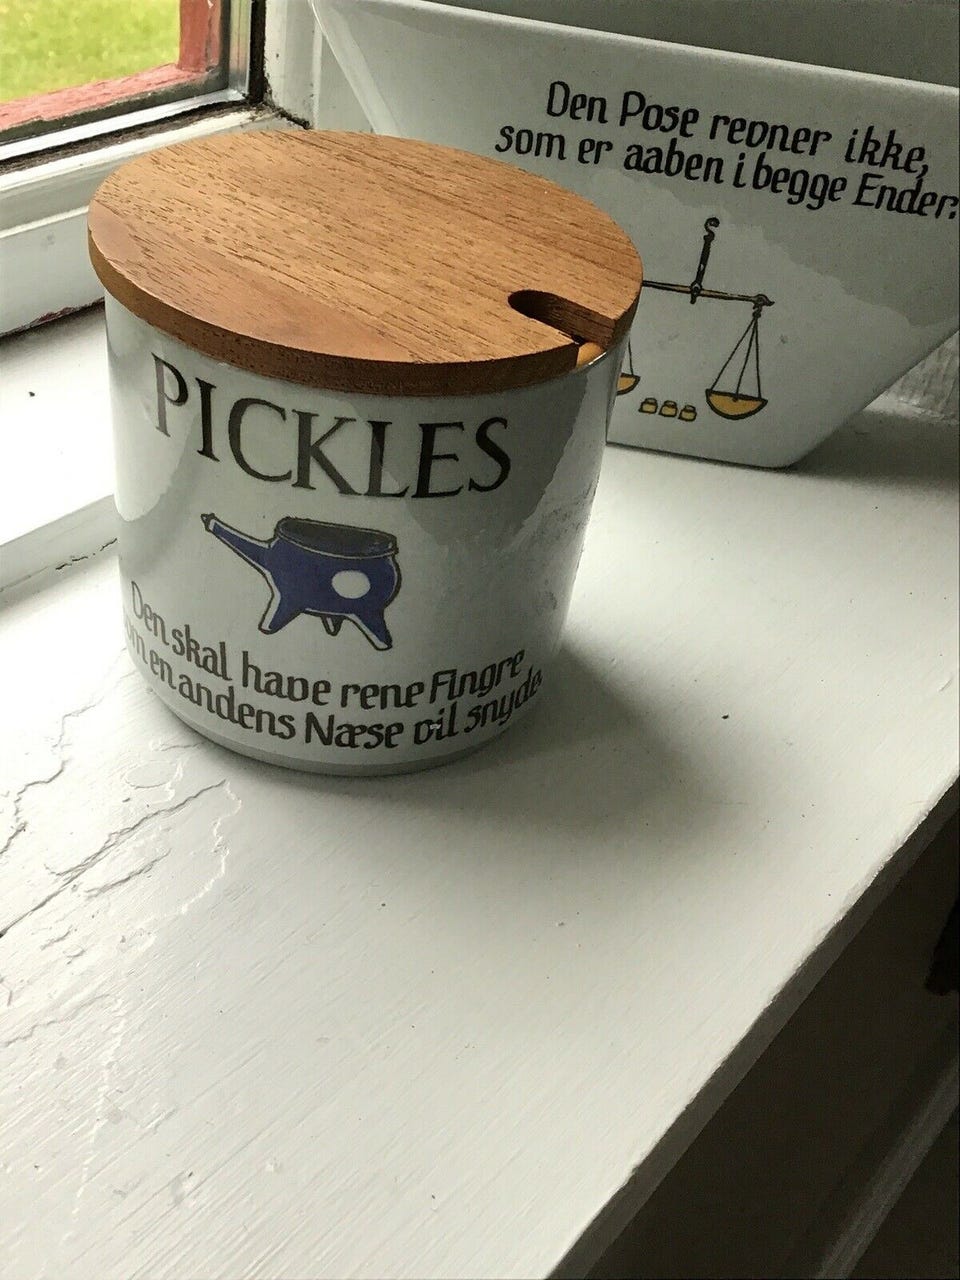 Den Pose revner ikke,
som er aaben i begge Ender.
PICKLES
Den skal have rene Fingre
en andens Næse vil snyde